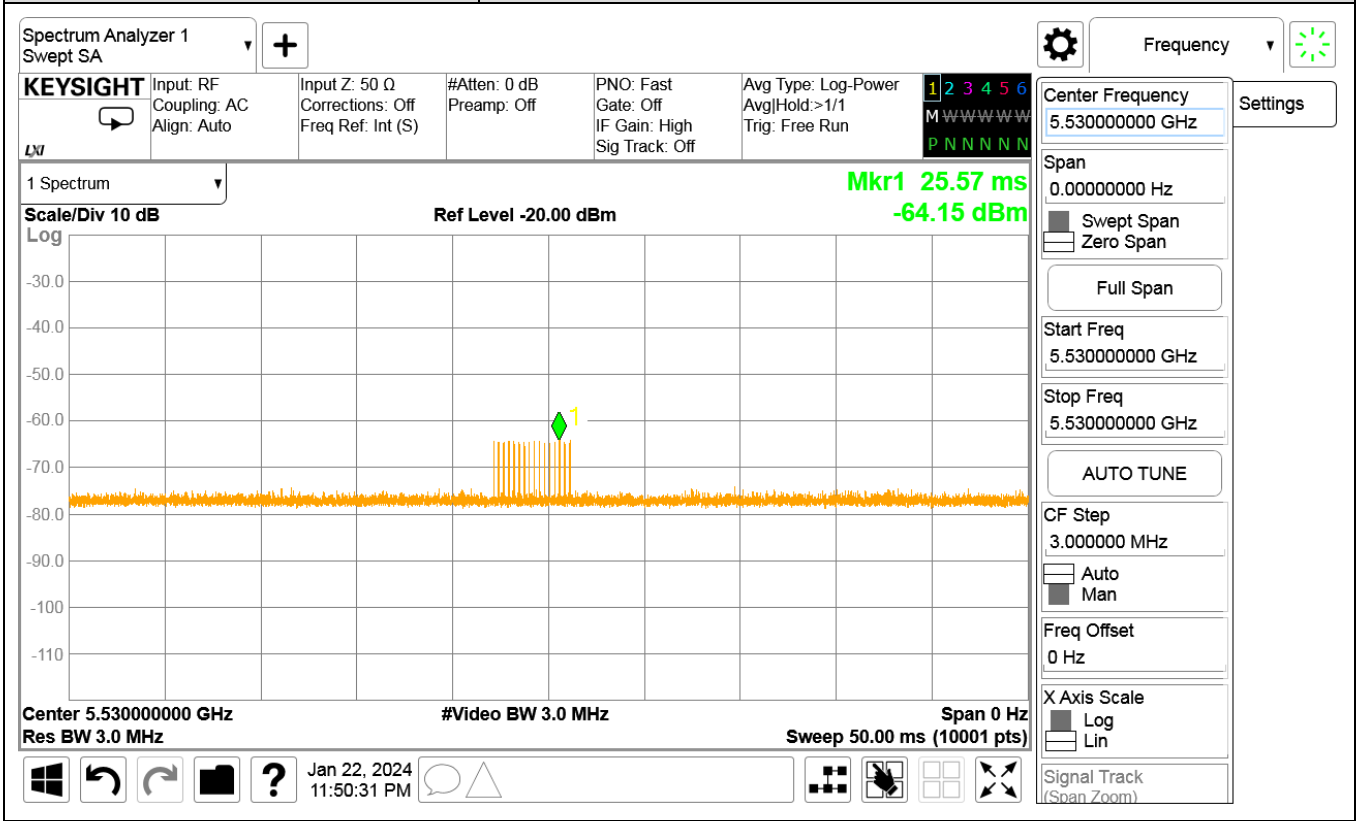 Spectrum Analyzer 1
Swept SA
+
Frequency
KEYSIGHT
LXI
Input: RF
Coupling: AC
Align: Auto
Input Z: 50 Ω
Corrections: Off
Freq Ref: Int (S)
#Atten: 0 dB
Preamp: Off
PNO: Fast
Gate: Off
IF Gain: High
Sig Track: Off
Avg Type: Log-Power
Avg|Hold:>1/1
Trig: Free Run
1 2 3 4 5 6
M W W W W W
P N N N N N
Center Frequency
5.530000000 GHz
Settings
Span
0.00000000 Hz
Swept Span
Zero Span
Full Span
Start Freq
5.530000000 GHz
Stop Freq
5.530000000 GHz
AUTO TUNE
CF Step
3.000000 MHz
Auto
Man
Freq Offset
0 Hz
X Axis Scale
Log
Lin
Signal Track
(Span Zoom)
1 Spectrum
Mkr1 25.57 ms
-64.15 dBm
Scale/Div 10 dB
Ref Level -20.00 dBm
Log
-30.0
-40.0
-50.0
-60.0
-70.0
-80.0
-90.0
-100
-110
1
Center 5.530000000 GHz
#Video BW 3.0 MHz
Span 0 Hz
Res BW 3.0 MHz
Sweep 50.00 ms (10001 pts)
?
Jan 22, 2024
11:50:31 PM